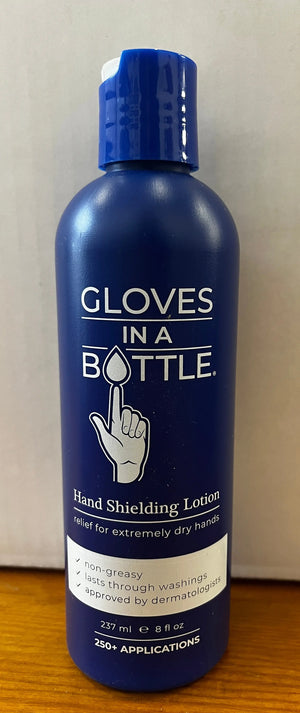 GLOVES
IN A
BOTTLE®
Hand Shielding Lotion
relief for extremely dry hands
✓ non-greasy
✓ lasts through washings
✓ approved by dermatologists
237 ml ℮ 8 fl oz
250+ APPLICATIONS